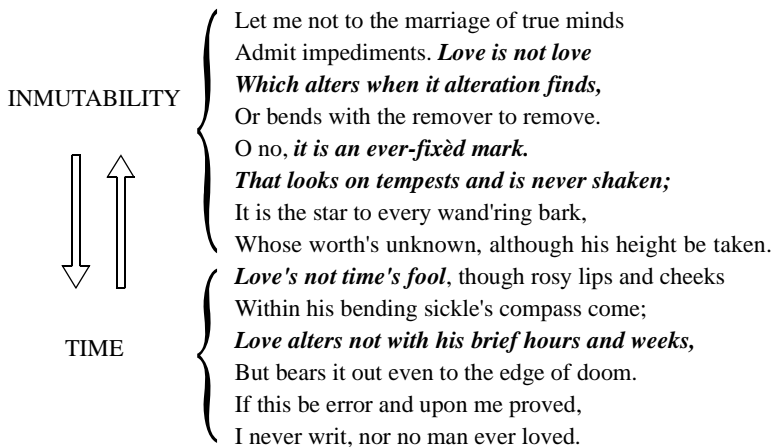 Let me not to the marriage of true minds
Admit impediments. Love is not love
Which alters when it alteration finds,
INMUTABILITY
Or bends with the remover to remove.
O no, it is an ever-fixèd mark.
That looks on tempests and is never shaken;
It is the star to every wand'ring bark,
Whose worth's unknown, although his height be taken.
Love's not time's fool, though rosy lips and cheeks
Within his bending sickle's compass come;
TIME
Love alters not with his brief hours and weeks,
But bears it out even to the edge of doom.
If this be error and upon me proved,
I never writ, nor no man ever loved.